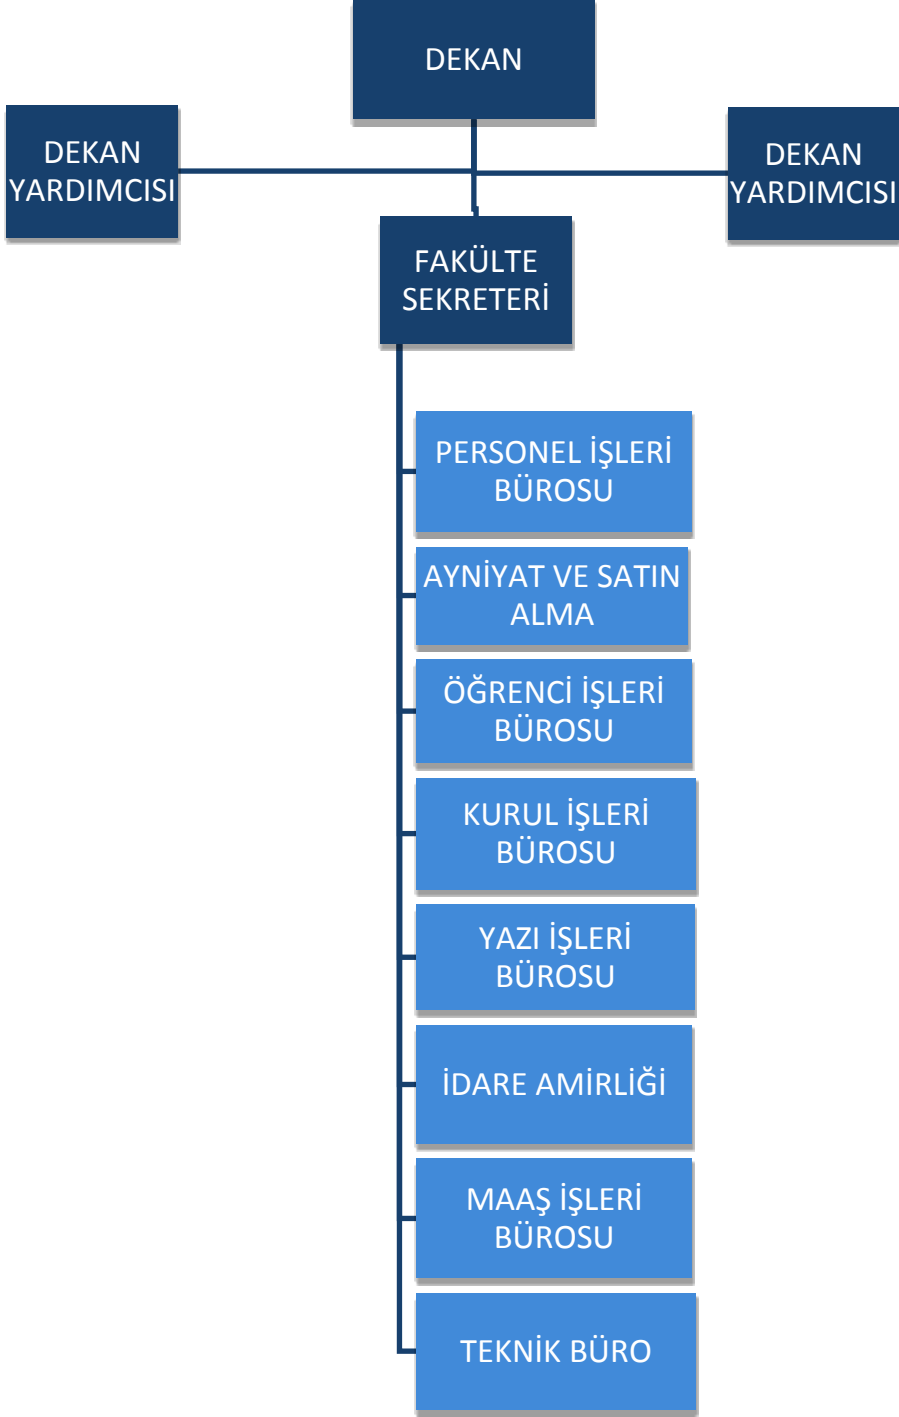 DEKAN
DEKAN
YARDIMCISI
DEKAN
YARDIMCISI
FAKÜLTE
SEKRETERİ
PERSONEL İŞLERİ
BÜROSU
AYNİYAT VE SATIN
ALMA
ÖĞRENCİ İŞLERİ
BÜROSU
KURUL İŞLERİ
BÜROSU
YAZI İŞLERİ
BÜROSU
İDARE AMİRLİĞİ
MAAŞ İŞLERİ
BÜROSU
TEKNİK BÜRO